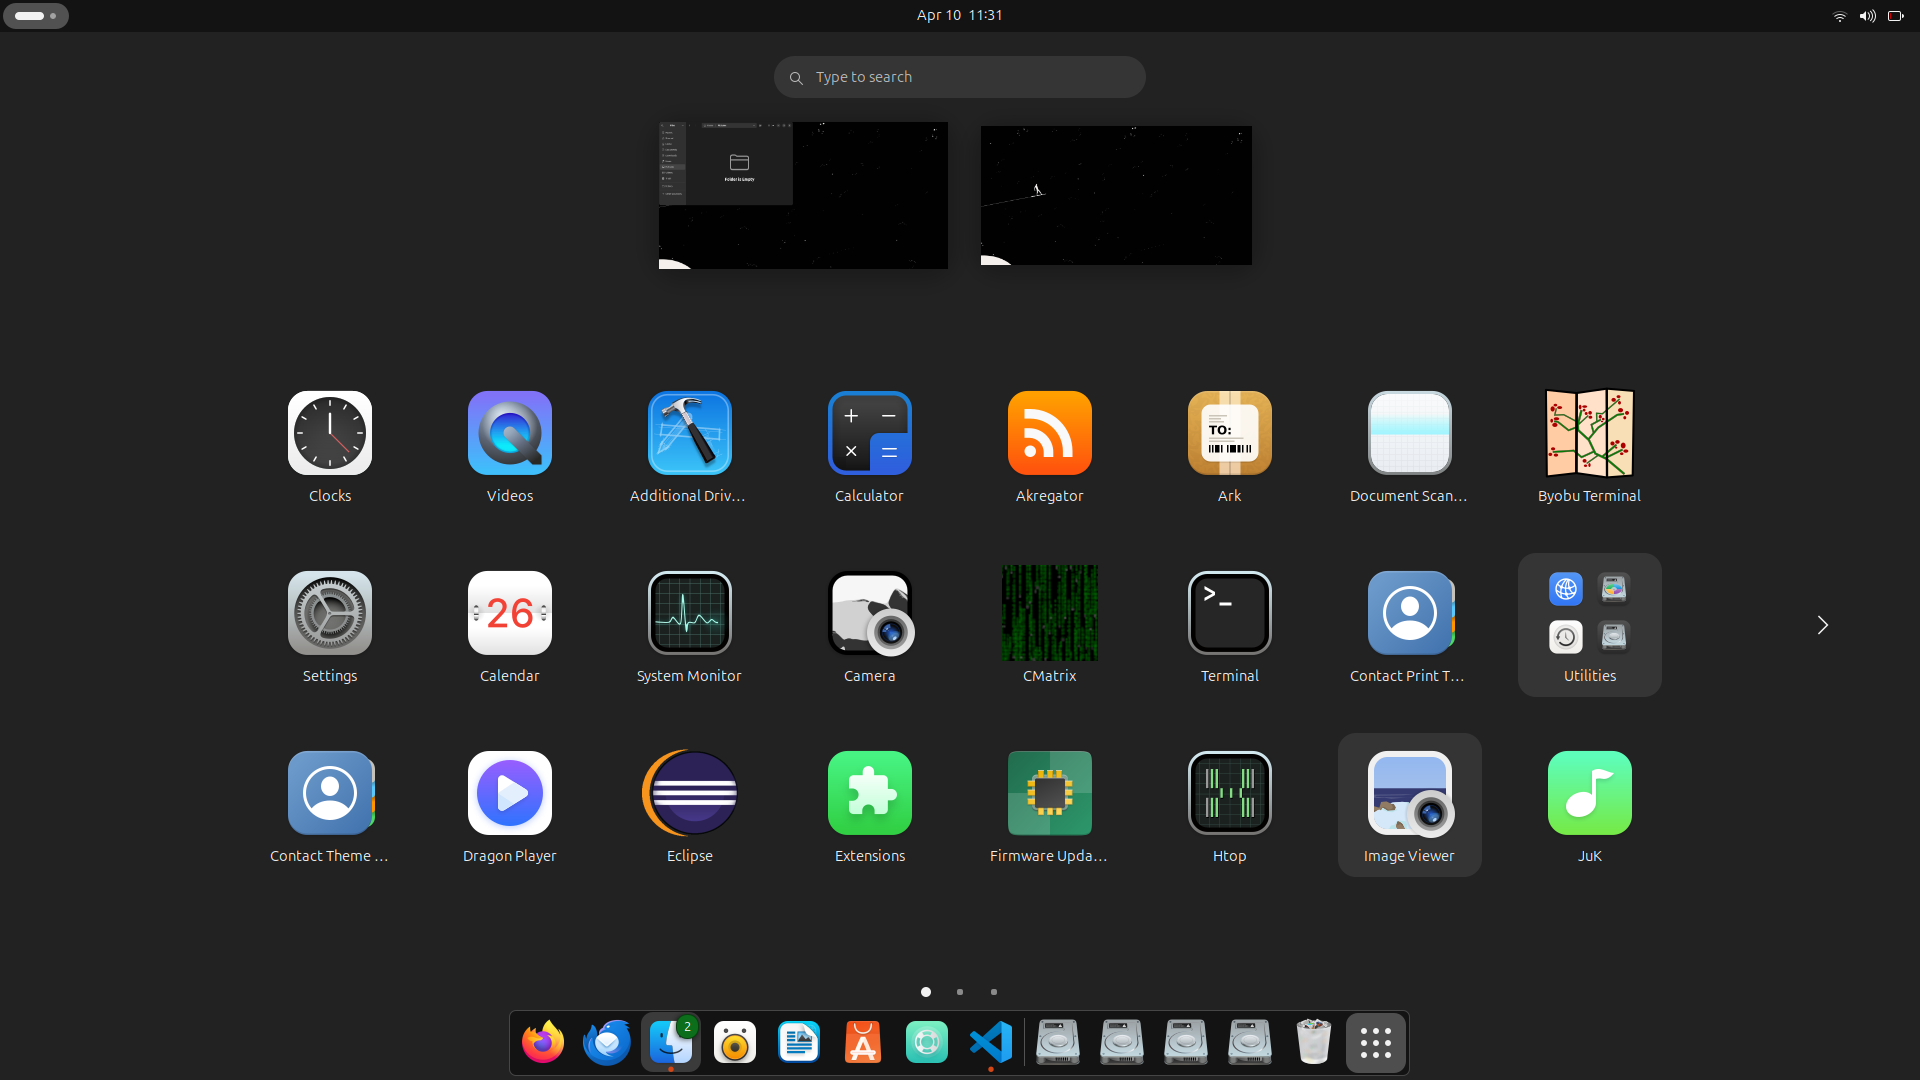 Apr 10 11:31
Type to search
Folder is Empty
Clocks
Videos
Additional Driv...
Calculator
Akregator
TO:
Ark
Document Scan...
Byobu Terminal
Settings
26
Calendar
System Monitor
Camera
CMatrix
>_
Terminal
Contact Print T...
Utilities
Contact Theme ...
Dragon Player
Eclipse
Extensions
Firmware Upda...
Htop
Image Viewer
JuK
2